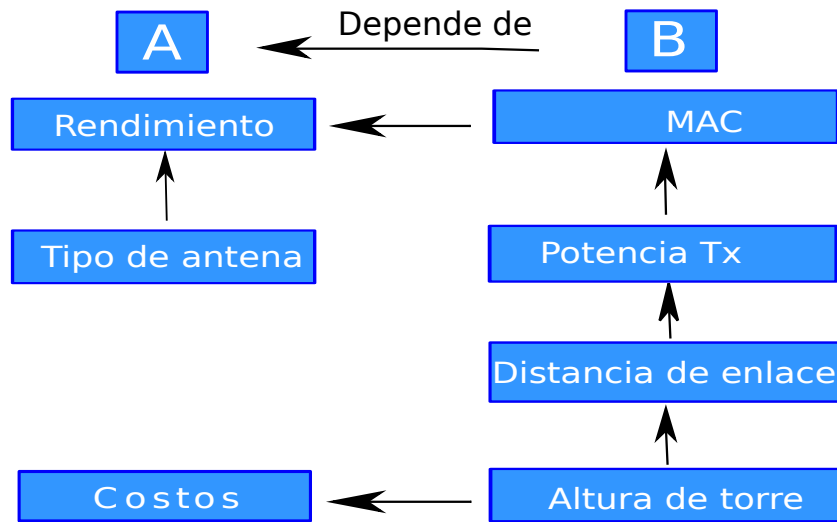 A
Depende de
B
Rendimiento
MAC
Tipo de antena
Potencia Tx
Distancia de enlace
Costos
Altura de torre